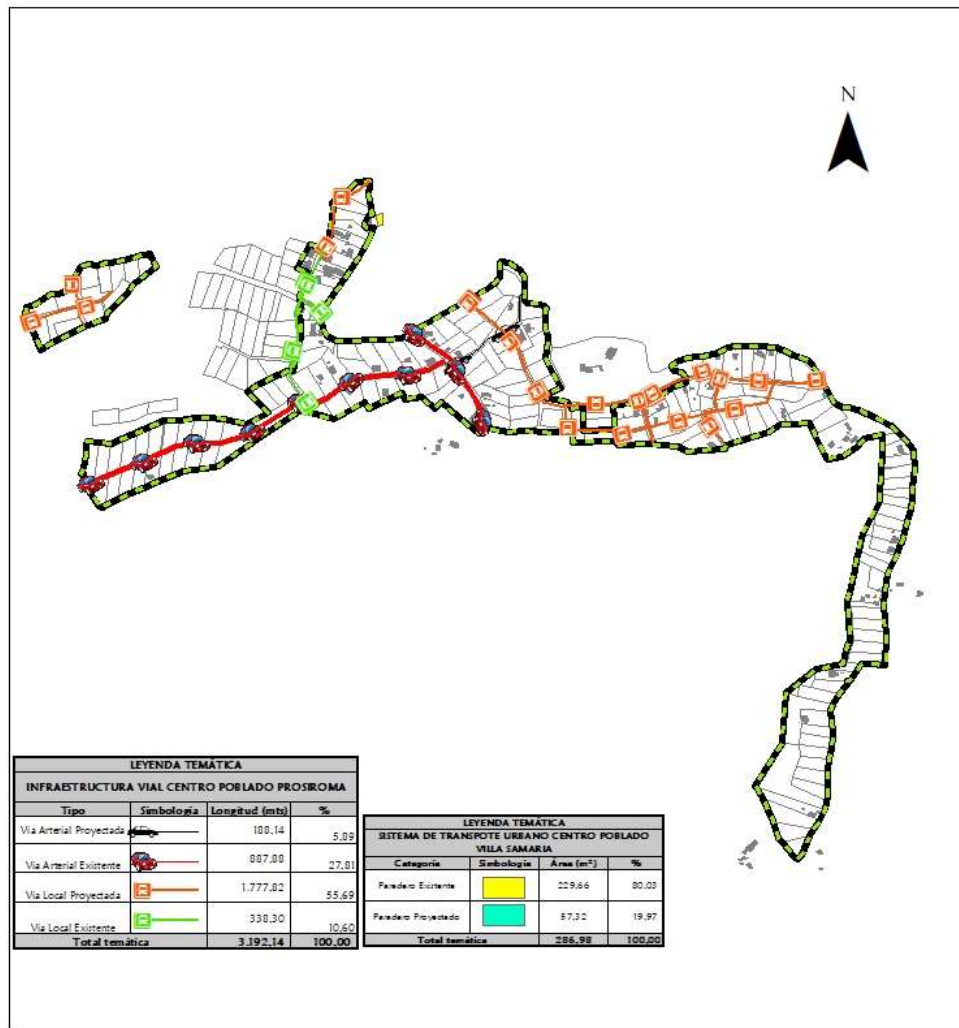 N
LEYENDA TEMÁTICA
INFRAESTRUCTURA VIAL CENTRO POBLADO PROSIROMA
Tipo Simbologia Longitud (mts) %
Via Arterial Proyectada 188,14 5,89
Via Arterial Existente 887,88 27,81
Via Local Proyectada 1.777,82 55,69
Via Local Existente 338,30 10,60
Total temática 3.192,14 100,00
LEYENDA TEMÁTICA
SISTEMA DE TRANSPOTE URBANO CENTRO POBLADO
VILLA SAMARIA
Categoria Simbologia Área (m²) %
Paradero Existente 229,66 80,03
Paradero Proyectado 57,32 19,97
Total temática 286,98 100,00